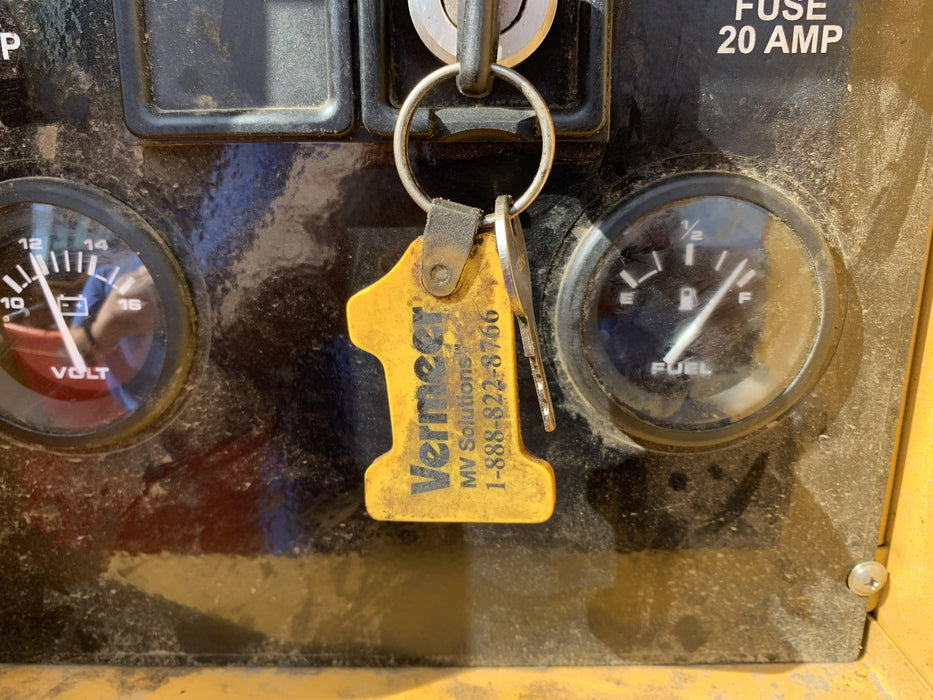 FUSE
20 AMP
P
12 14
10 16
VOLT
Vermeer
MV Solutions
1-888-822-8766
1/2
E F
FUEL